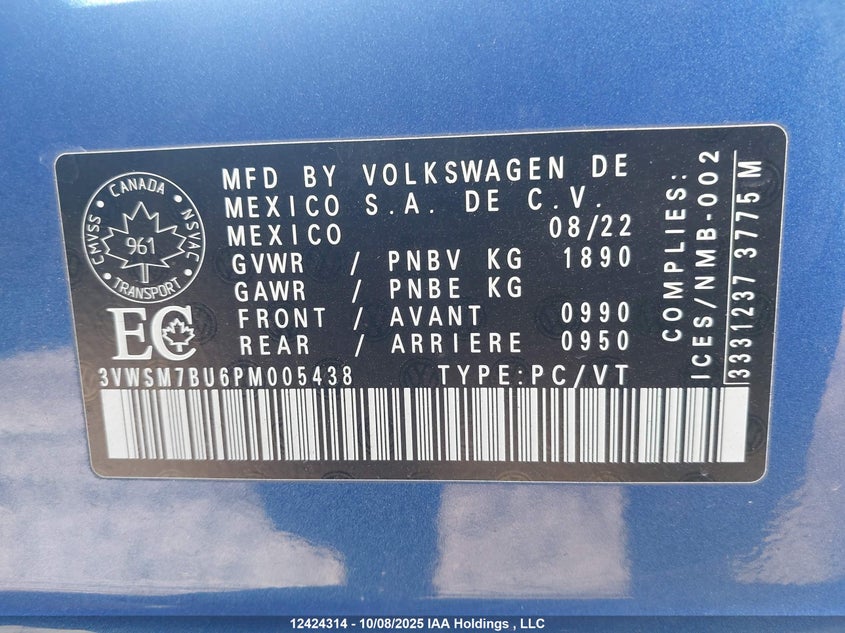 CANADA
CMVSS
NSVAC
961
TRANSPORT
EC
MFD BY VOLKSWAGEN DE
MEXICO S.A. DE C.V.
MEXICO 08/22
GVWR / PNBV KG 1890
GAWR / PNBE KG
FRONT / AVANT 0990
REAR / ARRIERE 0950
3VWSM7BU6PM005438 TYPE:PC/VT
COMPLIES:
ICES/NMB-002
3331237 3775 M
12424314 - 10/08/2025 IAA Holdings , LLC